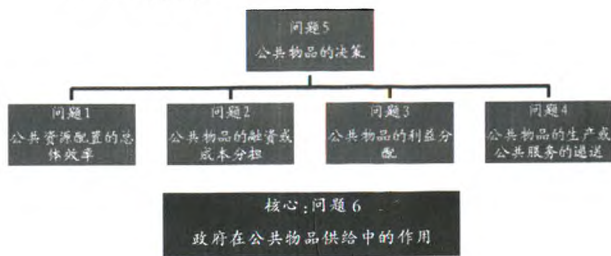 问题5
公共物品的决策
问题1
公共资源配置的总
体效率
问题2
公共物品的融资或
成本分担
问题3
公共物品的利益分
配
问题4
公共物品的生产或
公共服务的递送
核心:问题6
政府在公共物品供给中的作用